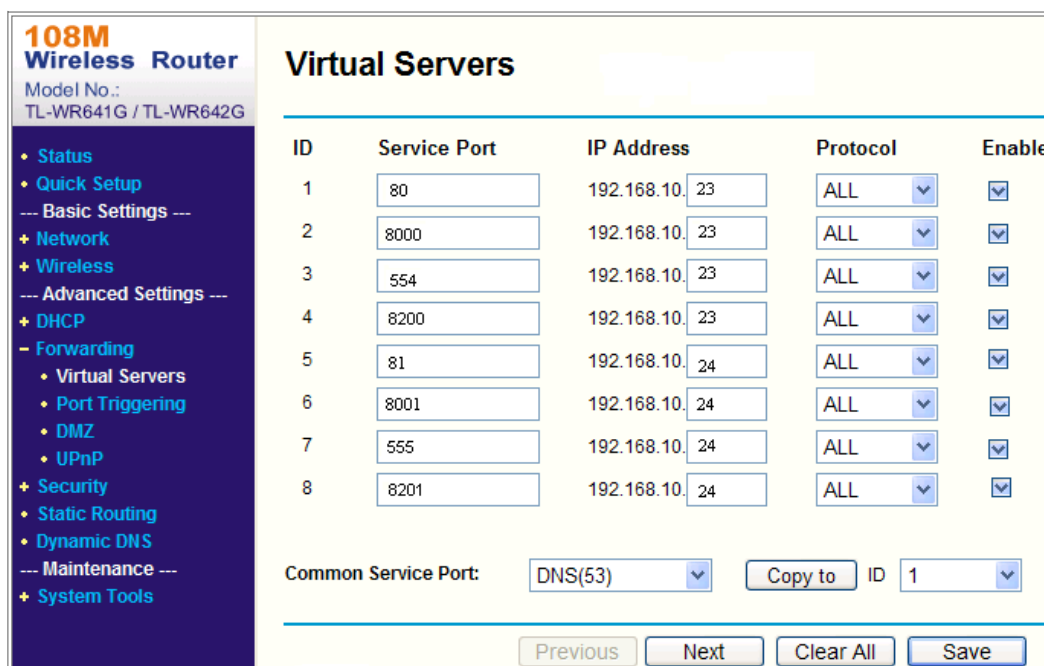 108M
Wireless Router
Model No.:
TL-WR641G / TL-WR642G
• Status
• Quick Setup
--- Basic Settings ---
+ Network
+ Wireless
--- Advanced Settings ---
+ DHCP
− Forwarding
• Virtual Servers
• Port Triggering
• DMZ
• UPnP
+ Security
• Static Routing
• Dynamic DNS
--- Maintenance ---
+ System Tools
Virtual Servers
ID Service Port IP Address Protocol Enable
1 80 192.168.10. 23 ALL
2 8000 192.168.10. 23 ALL
3 554 192.168.10. 23 ALL
4 8200 192.168.10. 23 ALL
5 81 192.168.10. 24 ALL
6 8001 192.168.10. 24 ALL
7 555 192.168.10. 24 ALL
8 8201 192.168.10. 24 ALL
Common Service Port: DNS(53) Copy to ID 1
Previous Next Clear All Save